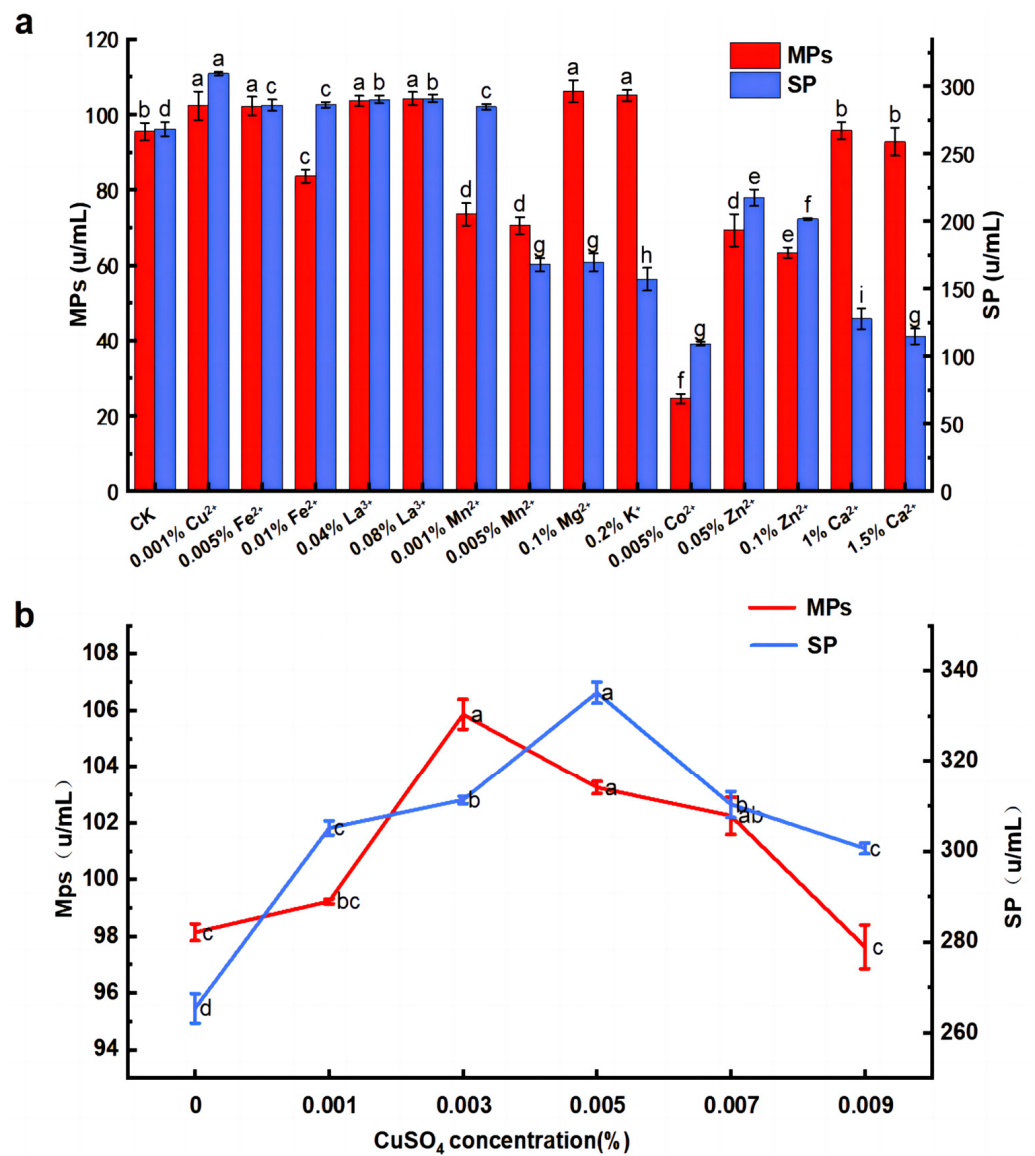 a
MPs
SP
MPs (u/mL)
120
100
80
60
40
20
0
SP (u/mL)
300
250
200
150
100
50
0
b d a a a c c c a b a b d c d g a g a h f g d e e f b i b g
CK
0.001% Cu²⁺
0.005% Fe²⁺
0.01% Fe²⁺
0.04% La³⁺
0.08% La³⁺
0.001% Mn²⁺
0.005% Mn²⁺
0.1% Mg²⁺
0.2% K⁺
0.005% Co²⁺
0.05% Zn²⁺
0.1% Zn²⁺
1% Ca²⁺
1.5% Ca²⁺
b
MPs
SP
Mps（u/mL）
108
106
104
102
100
98
96
94
SP（u/mL）
340
320
300
280
260
c bc a a ab c
d c b a b c
0 0.001 0.003 0.005 0.007 0.009
CuSO₄ concentration(%)